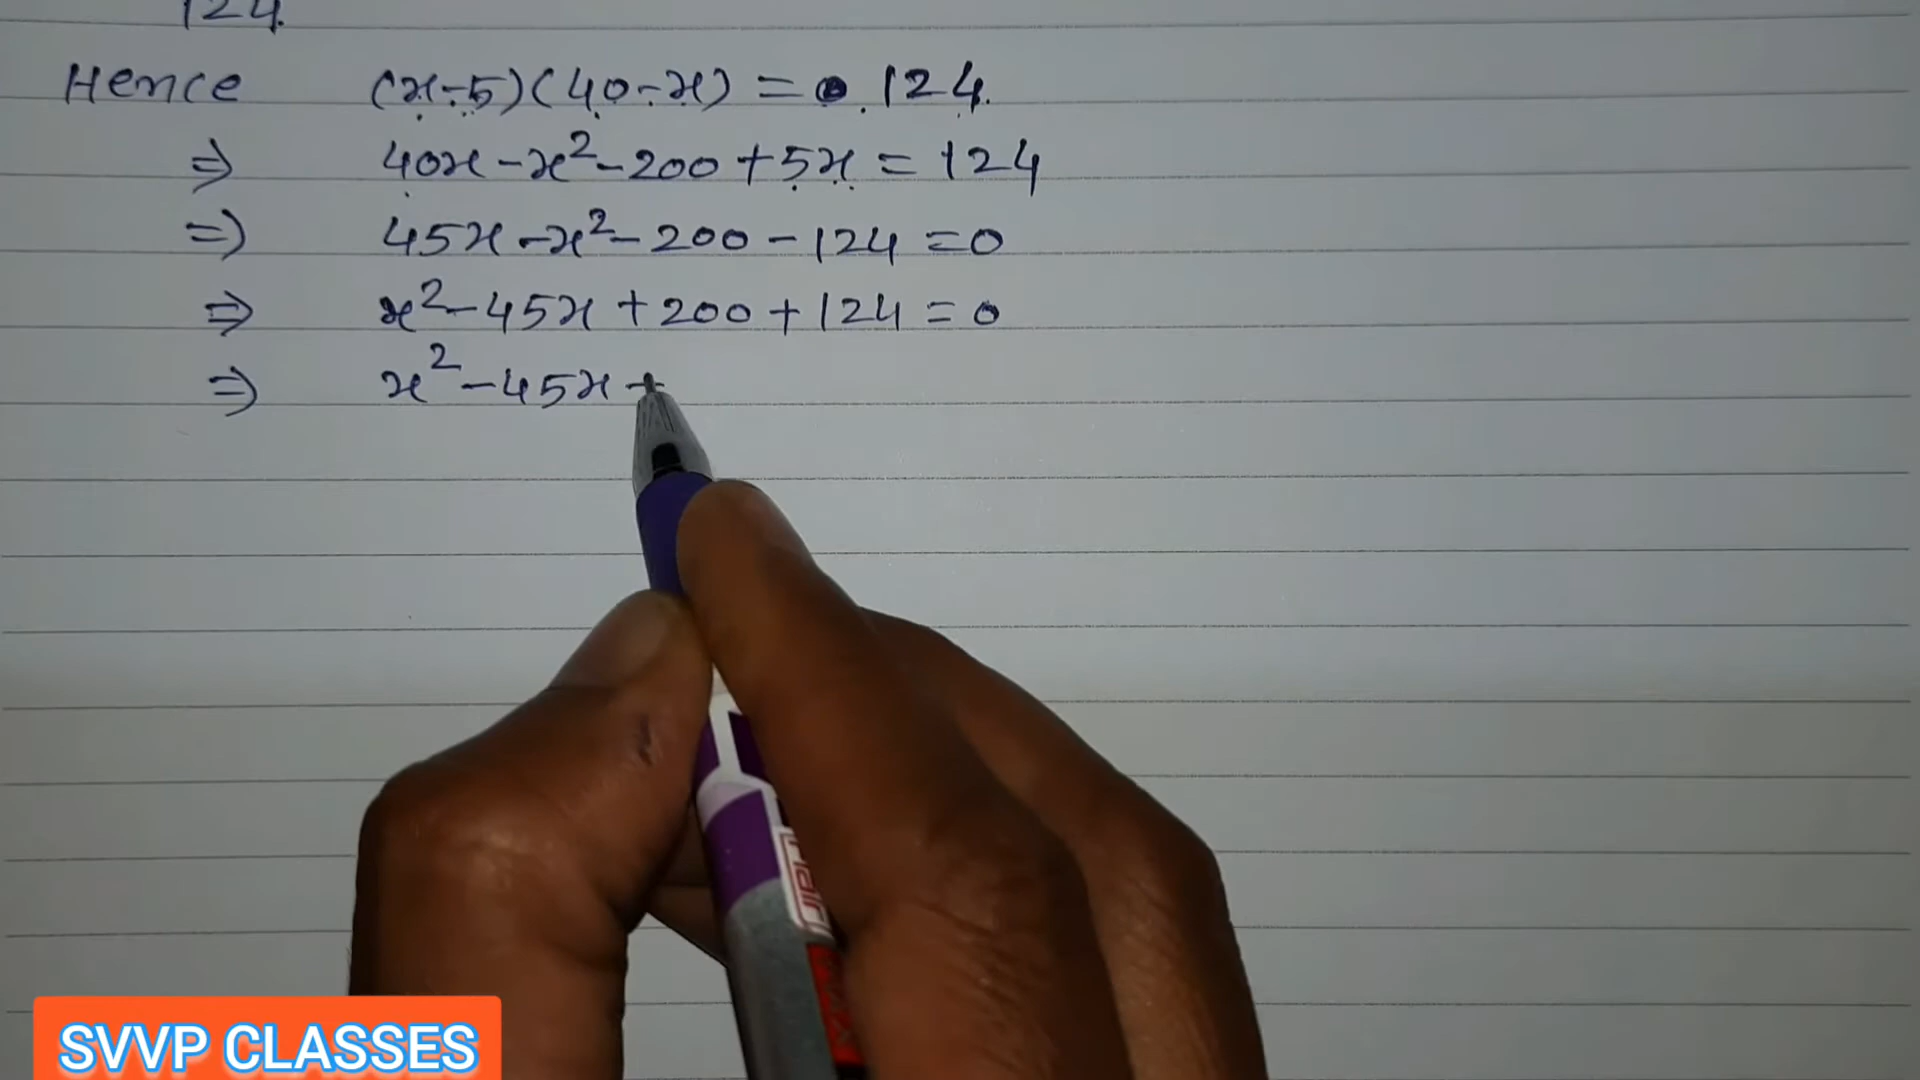 124.
Hence (x-5)(40-x) = 124.
⇒ 40x - x² - 200 + 5x = 124
⇒ 45x - x² - 200 - 124 = 0
⇒ x² - 45x + 200 + 124 = 0
⇒ x² - 45x +
SVVP CLASSES